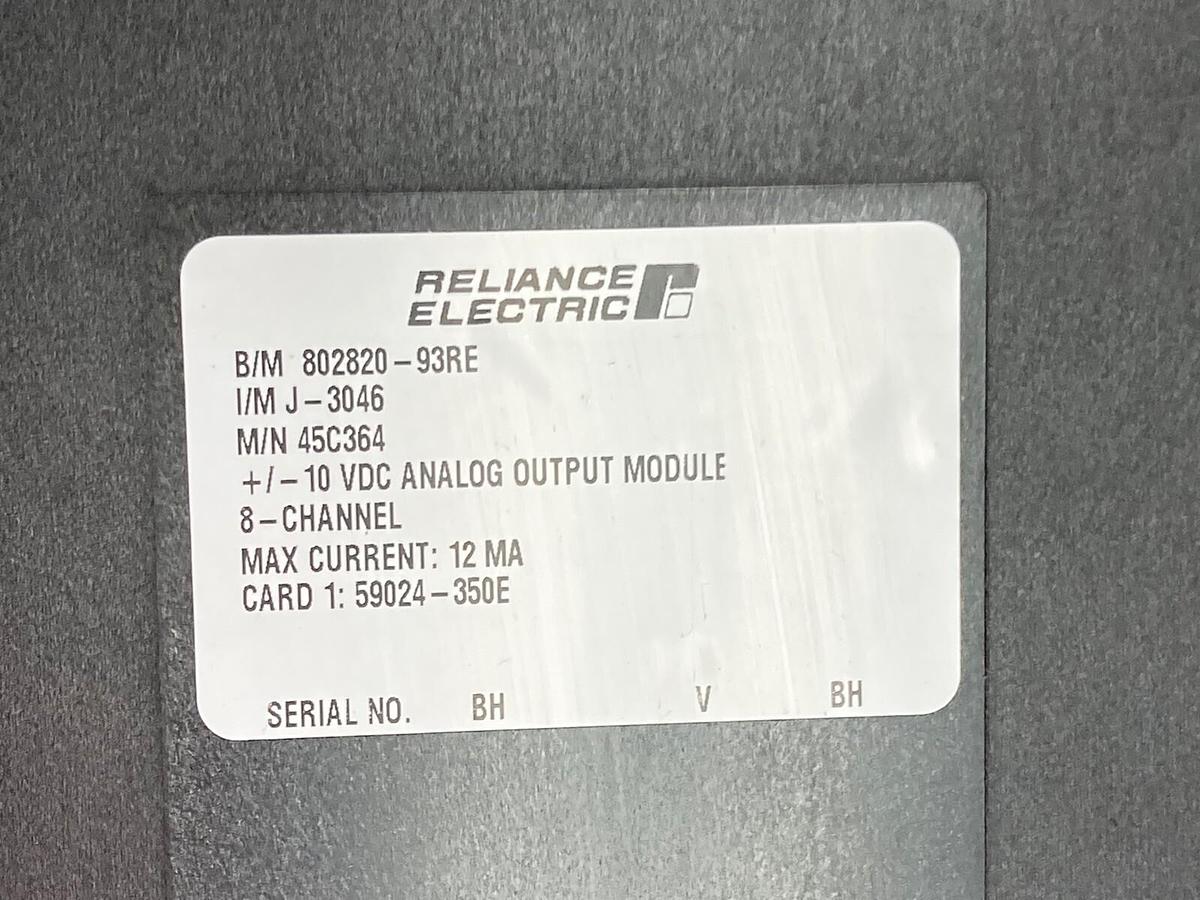 RELIANCE
ELECTRIC
B/M 802820-93RE
I/M J-3046
M/N 45C364
+/-10 VDC ANALOG OUTPUT MODULE
8-CHANNEL
MAX CURRENT: 12 MA
CARD 1: 59024-350E
SERIAL NO. BH V BH